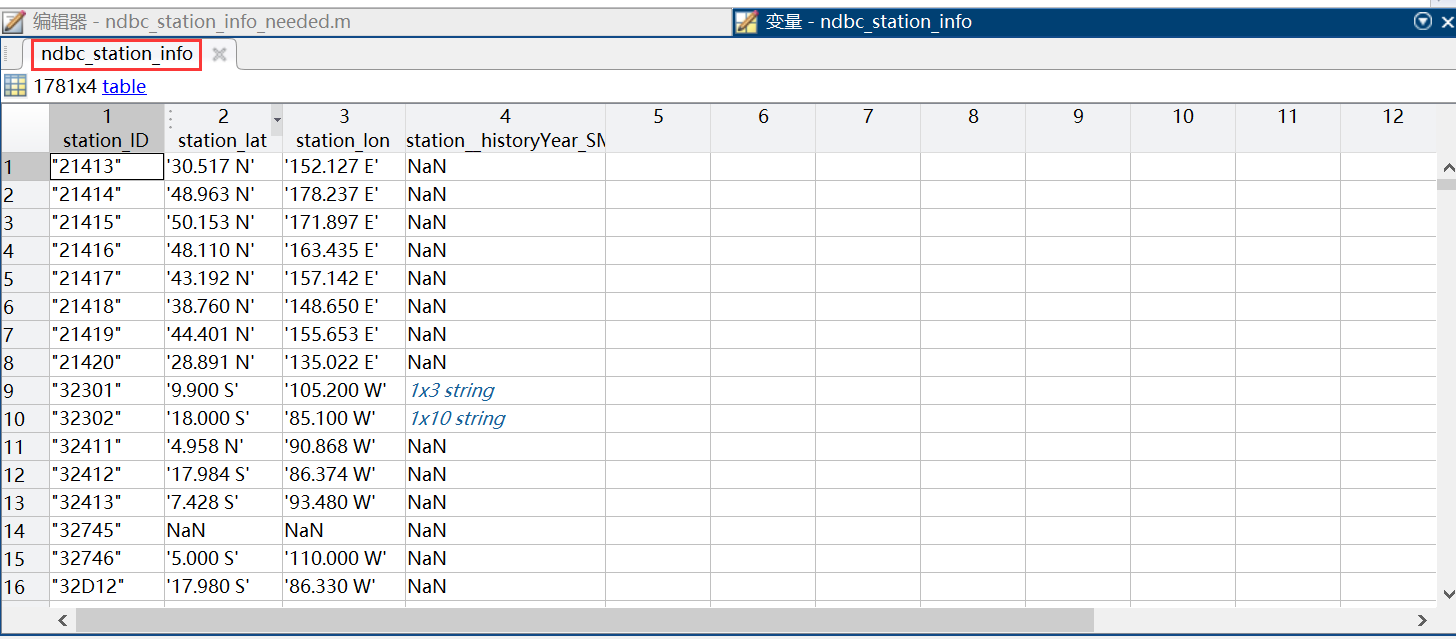 编辑器 - ndbc_station_info_needed.m
变量 - ndbc_station_info
ndbc_station_info
1781x4 table
1 2 3 4 5 6 7 8 9 10 11 12
station_ID station_lat station_lon station__historyYear_SM
1 "21413" '30.517 N' '152.127 E' NaN
2 "21414" '48.963 N' '178.237 E' NaN
3 "21415" '50.153 N' '171.897 E' NaN
4 "21416" '48.110 N' '163.435 E' NaN
5 "21417" '43.192 N' '157.142 E' NaN
6 "21418" '38.760 N' '148.650 E' NaN
7 "21419" '44.401 N' '155.653 E' NaN
8 "21420" '28.891 N' '135.022 E' NaN
9 "32301" '9.900 S' '105.200 W' 1x3 string
10 "32302" '18.000 S' '85.100 W' 1x10 string
11 "32411" '4.958 N' '90.868 W' NaN
12 "32412" '17.984 S' '86.374 W' NaN
13 "32413" '7.428 S' '93.480 W' NaN
14 "32745" NaN NaN NaN
15 "32746" '5.000 S' '110.000 W' NaN
16 "32D12" '17.980 S' '86.330 W' NaN